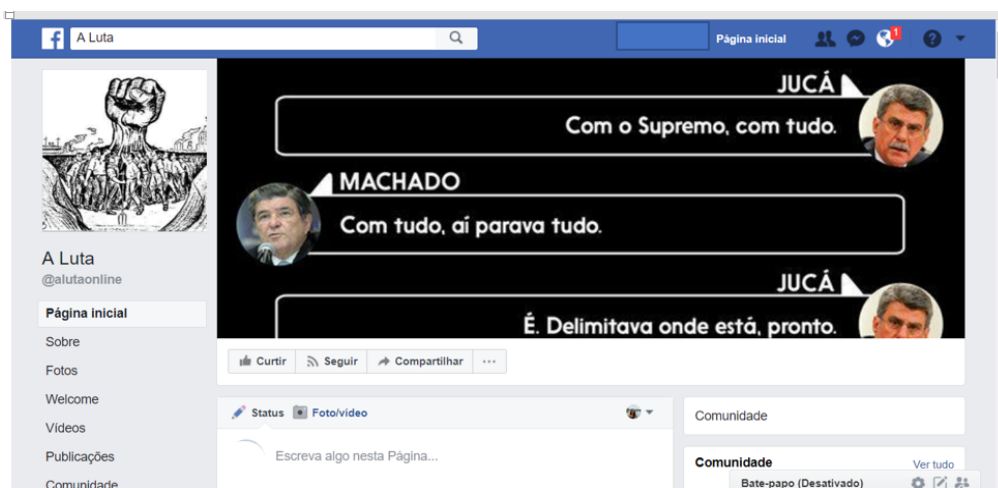 A Luta
Página inicial
1
JUCÁ
Com o Supremo, com tudo.
MACHADO
Com tudo, aí parava tudo.
JUCÁ
É. Delimitava onde está, pronto.
A Luta
@alutaonline
Página inicial
Sobre
Fotos
Welcome
Vídeos
Publicações
Comunidade
Curtir
Seguir
Compartilhar
Status
Foto/vídeo
Escreva algo nesta Página...
Comunidade
Comunidade
Ver tudo
Bate-papo (Desativado)